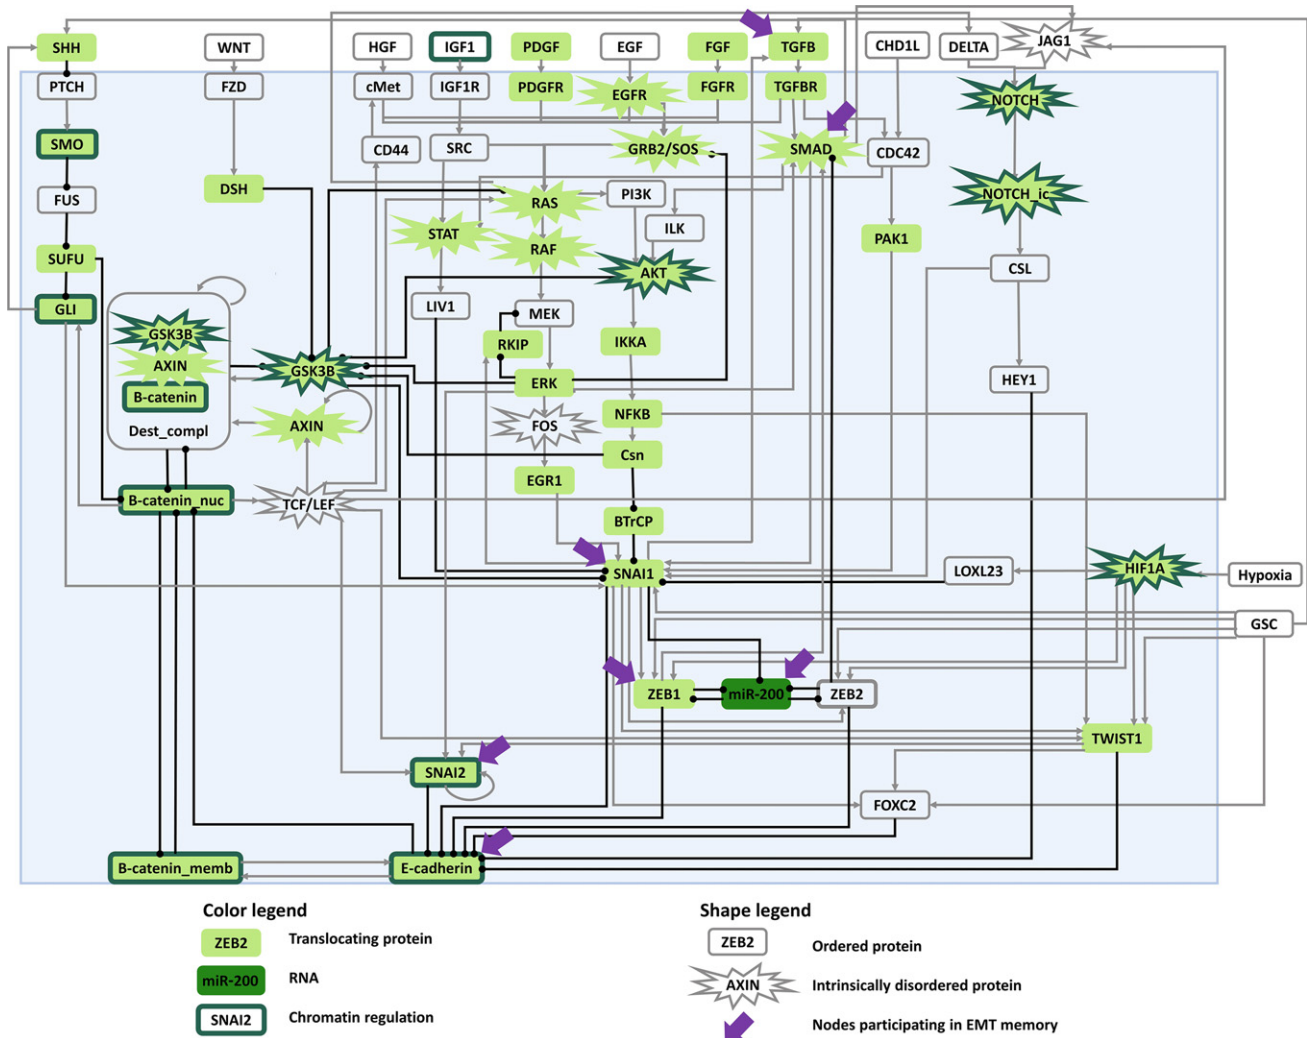 SHH
WNT
HGF
IGF1
PDGF
EGF
FGF
TGFB
CHD1L
DELTA
JAG1
PTCH
FZD
cMet
IGF1R
PDGFR
EGFR
FGFR
TGFBR
NOTCH
SMO
CD44
SRC
GRB2/SOS
SMAD
CDC42
FUS
DSH
RAS
PI3K
NOTCH_ic
STAT
ILK
PAK1
SUFU
RAF
AKT
CSL
GLI
LIV1
MEK
GSK3B
RKIP
IKKA
AXIN
GSK3B
HEY1
B-catenin
ERK
Dest_compl
AXIN
FOS
NFKB
Csn
EGR1
B-catenin_nuc
TCF/LEF
BTrCP
SNAI1
LOXL23
HIF1A
Hypoxia
GSC
ZEB1
miR-200
ZEB2
TWIST1
SNAI2
FOXC2
B-catenin_memb
E-cadherin
Color legend
ZEB2
Translocating protein
miR-200
RNA
SNAI2
Chromatin regulation
Shape legend
ZEB2
Ordered protein
AXIN
Intrinsically disordered protein
Nodes participating in EMT memory